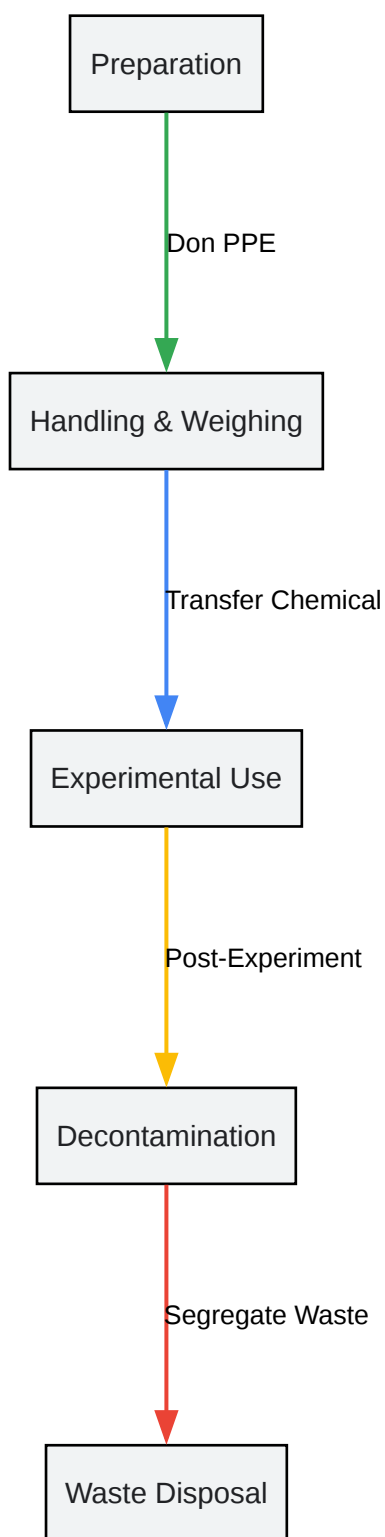 Preparation
Don PPE
Handling & Weighing
Transfer Chemical
Experimental Use
Post-Experiment
Decontamination
Segregate Waste
Waste Disposal